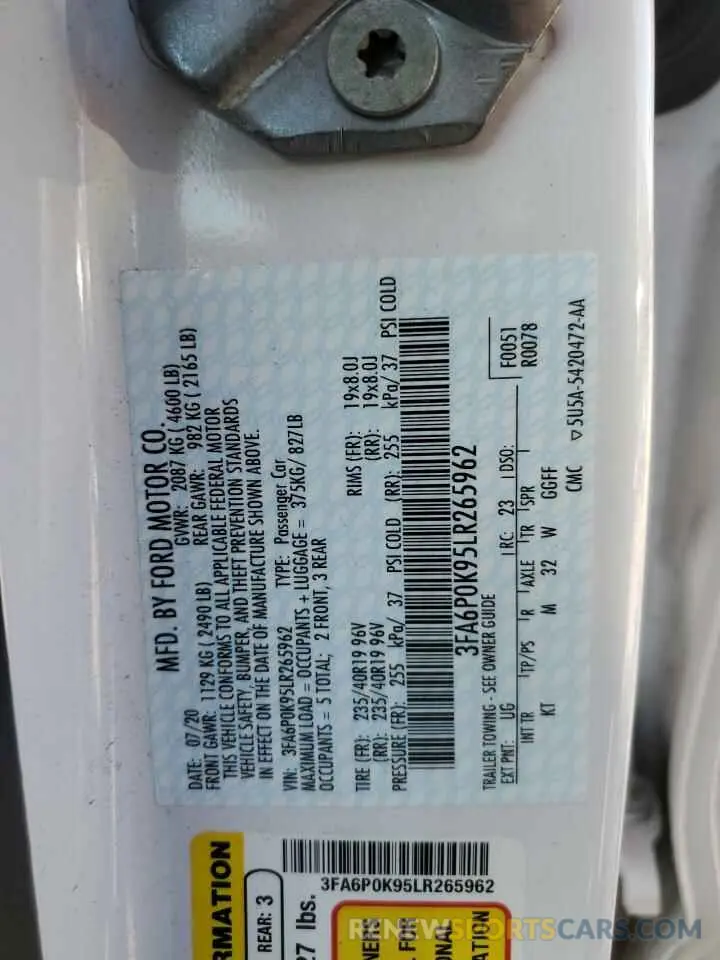 MFD. BY FORD MOTOR CO.
DATE: 07/20 GVWR: 2087 KG ( 4600 LB)
FRONT GAWR: 1129 KG ( 2490 LB) REAR GAWR: 982 KG ( 2165 LB)
THIS VEHICLE CONFORMS TO ALL APPLICABLE FEDERAL MOTOR
VEHICLE SAFETY, BUMPER, AND THEFT PREVENTION STANDARDS
IN EFFECT ON THE DATE OF MANUFACTURE SHOWN ABOVE.
VIN: 3FA6P0K95LR265962 TYPE: Passenger Car
MAXIMUM LOAD = OCCUPANTS + LUGGAGE = 375KG/ 827LB
OCCUPANTS = 5 TOTAL; 2 FRONT, 3 REAR
TIRE (FR): 235/40R19 96V RIMS (FR): 19x8.0J
(RR): 235/40R19 96V (RR): 19x8.0J
PRESSURE (FR): 255 kPa/ 37 PSI COLD (RR): 255 kPa/ 37 PSI COLD
3FA6P0K95LR265962
TRAILER TOWING - SEE OWNER GUIDE
F0051
R0078
EXT PNT: UG RC: 23 DSO:
INT TR TP/PS R AXLE TR SPR
KT M 32 W GGFF
CMC ▽5U5A-5420472-AA
RMATION
REAR: 3
27 lbs.
3FA6P0K95LR265962
NERS
L FOR
ONAL
ATION
RENEWSPORTSCARS.COM